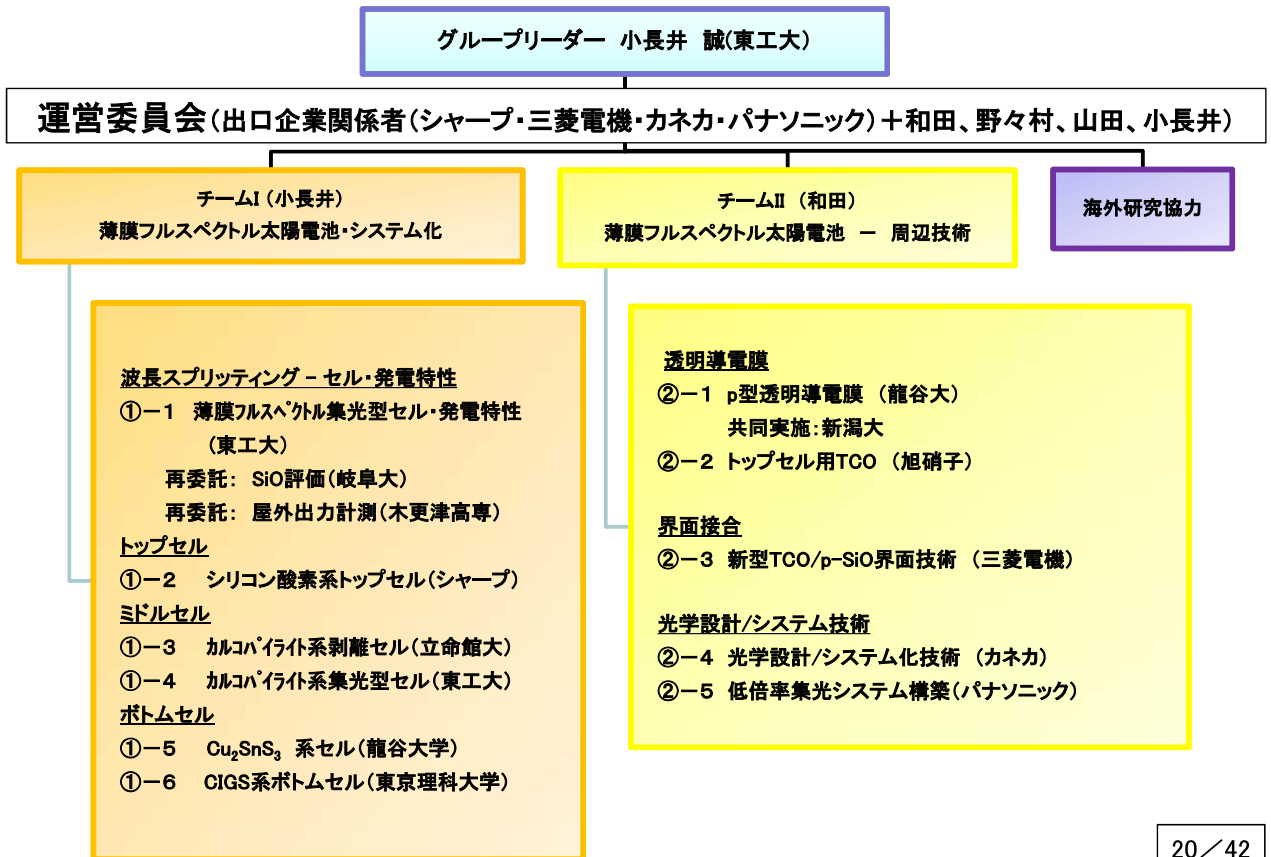 グループリーダー 小長井 誠(東工大)
運営委員会(出口企業関係者(シャープ・三菱電機・カネカ・パナソニック)+和田、野々村、山田、小長井)
チームI (小長井)
薄膜フルスペクトル太陽電池・システム化
チームII (和田)
薄膜フルスペクトル太陽電池 - 周辺技術
海外研究協力
波長スプリッティング - セル・発電特性
①-1 薄膜フルスペクトル集光型セル・発電特性
(東工大)
再委託: SiO評価(岐阜大)
再委託: 屋外出力計測(木更津高専)
トップセル
①-2 シリコン酸素系トップセル(シャープ)
ミドルセル
①-3 カルコパイライト系剥離セル(立命館大)
①-4 カルコパイライト系集光型セル(東工大)
ボトムセル
①-5 Cu₂SnS₃ 系セル(龍谷大学)
①-6 CIGS系ボトムセル(東京理科大学)
透明導電膜
②-1 p型透明導電膜 (龍谷大)
共同実施:新潟大
②-2 トップセル用TCO (旭硝子)
界面接合
②-3 新型TCO/p-SiO界面技術 (三菱電機)
光学設計/システム技術
②-4 光学設計/システム化技術 (カネカ)
②-5 低倍率集光システム構築(パナソニック)
20/42